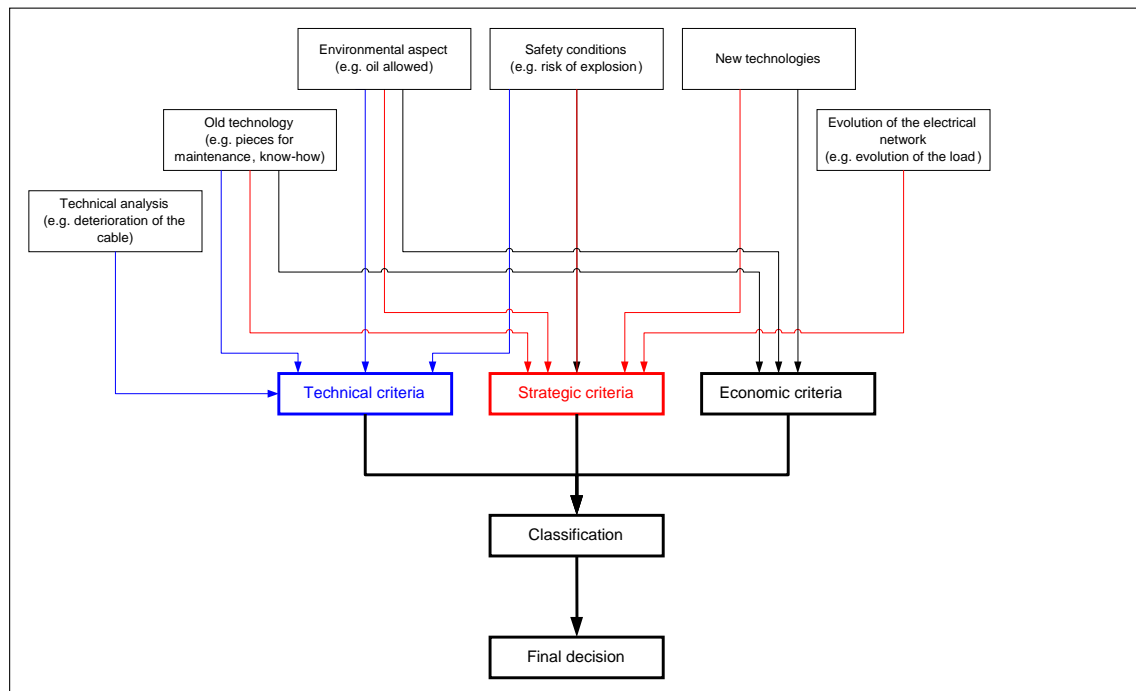 Environmental aspect
(e.g. oil allowed)
Safety conditions
(e.g. risk of explosion)
New technologies
Old technology
(e.g. pieces for
maintenance, know-how)
Evolution of the electrical
network
(e.g. evolution of the load)
Technical analysis
(e.g. deterioration of the
cable)
Technical criteria
Strategic criteria
Economic criteria
Classification
Final decision